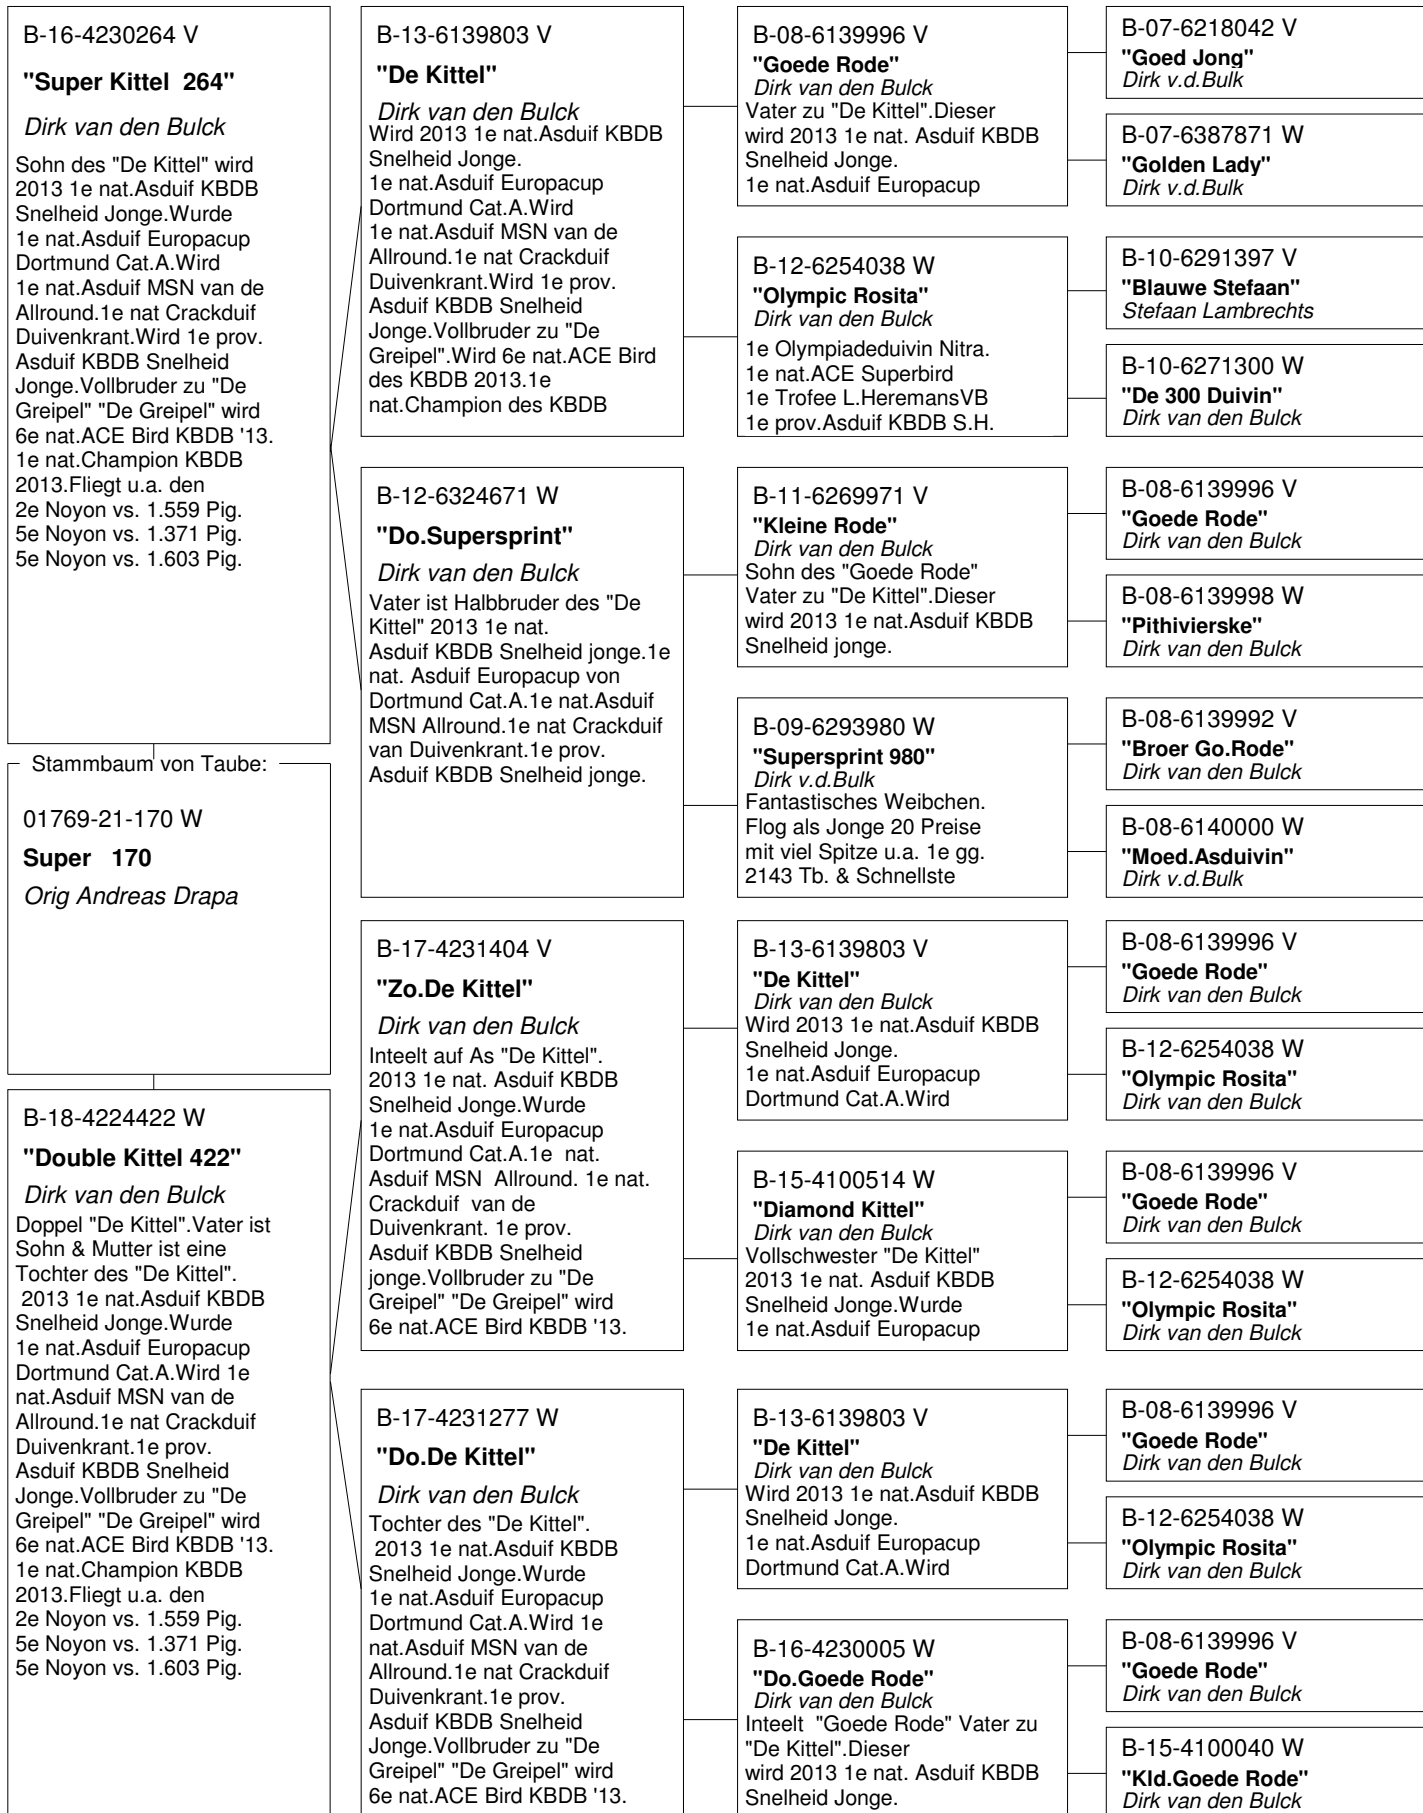 B-16-4230264 V
"Super Kittel 264"
Dirk van den Bulck
Sohn des "De Kittel" wird
2013 1e nat.Asduif KBDB
Snelheid Jonge.Wurde
1e nat.Asduif Europacup
Dortmund Cat.A.Wird
1e nat.Asduif MSN van de
Allround.1e nat Crackduif
Duivenkrant.Wird 1e prov.
Asduif KBDB Snelheid
Jonge.Vollbruder zu "De
Greipel" "De Greipel" wird
6e nat.ACE Bird KBDB '13.
1e nat.Champion KBDB
2013.Fliegt u.a. den
2e Noyon vs. 1.559 Pig.
5e Noyon vs. 1.371 Pig.
5e Noyon vs. 1.603 Pig.
Stammbaum von Taube:
01769-21-170 W
Super 170
Orig Andreas Drapa
B-18-4224422 W
"Double Kittel 422"
Dirk van den Bulck
Doppel "De Kittel".Vater ist
Sohn & Mutter ist eine
Tochter des "De Kittel".
2013 1e nat.Asduif KBDB
Snelheid Jonge.Wurde
1e nat.Asduif Europacup
Dortmund Cat.A.Wird 1e
nat.Asduif MSN van de
Allround.1e nat Crackduif
Duivenkrant.1e prov.
Asduif KBDB Snelheid
Jonge.Vollbruder zu "De
Greipel" "De Greipel" wird
6e nat.ACE Bird KBDB '13.
1e nat.Champion KBDB
2013.Fliegt u.a. den
2e Noyon vs. 1.559 Pig.
5e Noyon vs. 1.371 Pig.
5e Noyon vs. 1.603 Pig.
B-13-6139803 V
"De Kittel"
Dirk van den Bulck
Wird 2013 1e nat.Asduif KBDB
Snelheid Jonge.
1e nat.Asduif Europacup
Dortmund Cat.A.Wird
1e nat.Asduif MSN van de
Allround.1e nat Crackduif
Duivenkrant.Wird 1e prov.
Asduif KBDB Snelheid
Jonge.Vollbruder zu "De
Greipel".Wird 6e nat.ACE Bird
des KBDB 2013.1e
nat.Champion des KBDB
B-12-6324671 W
"Do.Supersprint"
Dirk van den Bulck
Vater ist Halbbruder des "De
Kittel" 2013 1e nat.
Asduif KBDB Snelheid jonge.1e
nat. Asduif Europacup von
Dortmund Cat.A.1e nat.Asduif
MSN Allround.1e nat Crackduif
van Duivenkrant.1e prov.
Asduif KBDB Snelheid jonge.
B-17-4231404 V
"Zo.De Kittel"
Dirk van den Bulck
Inteelt auf As "De Kittel".
2013 1e nat. Asduif KBDB
Snelheid Jonge.Wurde
1e nat.Asduif Europacup
Dortmund Cat.A.1e nat.
Asduif MSN Allround. 1e nat.
Crackduif van de
Duivenkrant. 1e prov.
Asduif KBDB Snelheid
jonge.Vollbruder zu "De
Greipel" "De Greipel" wird
6e nat.ACE Bird KBDB '13.
B-17-4231277 W
"Do.De Kittel"
Dirk van den Bulck
Tochter des "De Kittel".
2013 1e nat.Asduif KBDB
Snelheid Jonge.Wurde
1e nat.Asduif Europacup
Dortmund Cat.A.Wird 1e
nat.Asduif MSN van de
Allround.1e nat Crackduif
Duivenkrant.1e prov.
Asduif KBDB Snelheid
Jonge.Vollbruder zu "De
Greipel" "De Greipel" wird
6e nat.ACE Bird KBDB '13.
B-08-6139996 V
"Goede Rode"
Dirk van den Bulck
Vater zu "De Kittel".Dieser
wird 2013 1e nat. Asduif KBDB
Snelheid Jonge.
1e nat.Asduif Europacup
B-12-6254038 W
"Olympic Rosita"
Dirk van den Bulck
1e Olympiadeduivin Nitra.
1e nat.ACE Superbird
1e Trofee L.HeremansVB
1e prov.Asduif KBDB S.H.
B-11-6269971 V
"Kleine Rode"
Dirk van den Bulck
Sohn des "Goede Rode"
Vater zu "De Kittel".Dieser
wird 2013 1e nat.Asduif KBDB
Snelheid jonge.
B-09-6293980 W
"Supersprint 980"
Dirk v.d.Bulk
Fantastisches Weibchen.
Flog als Jonge 20 Preise
mit viel Spitze u.a. 1e gg.
2143 Tb. & Schnellste
B-13-6139803 V
"De Kittel"
Dirk van den Bulck
Wird 2013 1e nat.Asduif KBDB
Snelheid Jonge.
1e nat.Asduif Europacup
Dortmund Cat.A.Wird
B-15-4100514 W
"Diamond Kittel"
Dirk van den Bulck
Vollschwester "De Kittel"
2013 1e nat. Asduif KBDB
Snelheid Jonge.Wurde
1e nat.Asduif Europacup
B-13-6139803 V
"De Kittel"
Dirk van den Bulck
Wird 2013 1e nat.Asduif KBDB
Snelheid Jonge.
1e nat.Asduif Europacup
Dortmund Cat.A.Wird
B-16-4230005 W
"Do.Goede Rode"
Dirk van den Bulck
Inteelt "Goede Rode" Vater zu
"De Kittel".Dieser
wird 2013 1e nat. Asduif KBDB
Snelheid Jonge.
B-07-6218042 V
"Goed Jong"
Dirk v.d.Bulk
B-07-6387871 W
"Golden Lady"
Dirk v.d.Bulk
B-10-6291397 V
"Blauwe Stefaan"
Stefaan Lambrechts
B-10-6271300 W
"De 300 Duivin"
Dirk van den Bulck
B-08-6139996 V
"Goede Rode"
Dirk van den Bulck
B-08-6139998 W
"Pithivierske"
Dirk van den Bulck
B-08-6139992 V
"Broer Go.Rode"
Dirk van den Bulck
B-08-6140000 W
"Moed.Asduivin"
Dirk v.d.Bulk
B-08-6139996 V
"Goede Rode"
Dirk van den Bulck
B-12-6254038 W
"Olympic Rosita"
Dirk van den Bulck
B-08-6139996 V
"Goede Rode"
Dirk van den Bulck
B-12-6254038 W
"Olympic Rosita"
Dirk van den Bulck
B-08-6139996 V
"Goede Rode"
Dirk van den Bulck
B-12-6254038 W
"Olympic Rosita"
Dirk van den Bulck
B-08-6139996 V
"Goede Rode"
Dirk van den Bulck
B-15-4100040 W
"Kld.Goede Rode"
Dirk van den Bulck